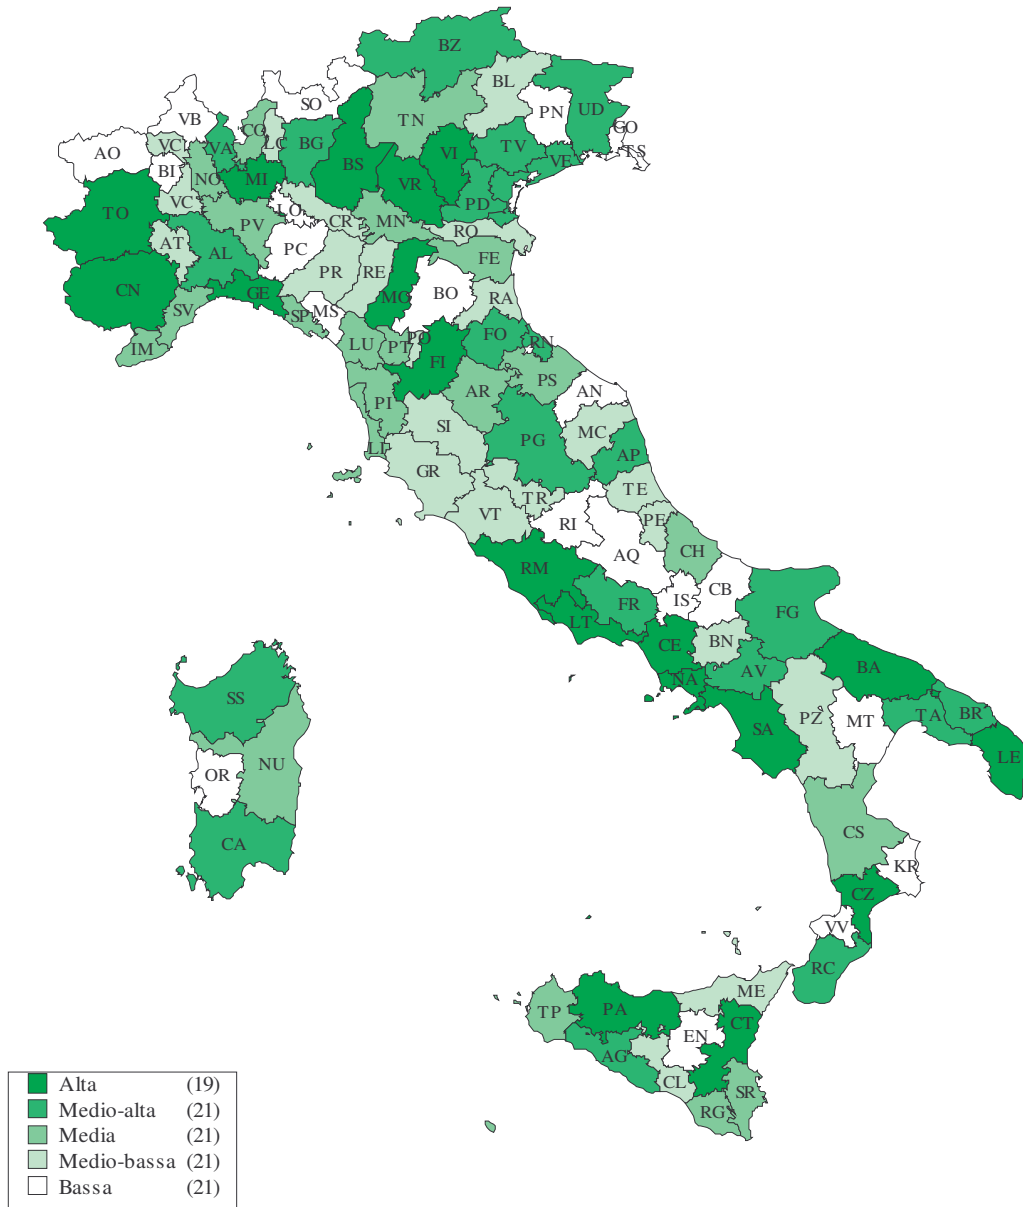 BZ
BL
UD
SO
PN
VB
TN
GO
CO
VC
LC
BG
TV
VA
AO
VI
VE
TS
BS
BI
NO
MI
VR
VC
PD
TO
LO
CR
MN
PV
RO
AT
PC
AL
FE
PR
RE
CN
GE
MO
BO
RA
SV
SP
MS
FO
RN
IM
LU
PT
PO
FI
PS
AR
AN
PI
SI
MC
PG
LI
AP
GR
TE
TR
VT
PE
RI
CH
AQ
RM
CB
IS
FR
FG
LT
CE
BN
BA
AV
NA
SS
PZ
TA
BR
MT
SA
LE
NU
OR
CS
CA
KR
CZ
VV
RC
ME
TP
PA
CT
EN
AG
CL
SR
RG
Alta (19)
Medio-alta (21)
Media (21)
Medio-bassa (21)
Bassa (21)